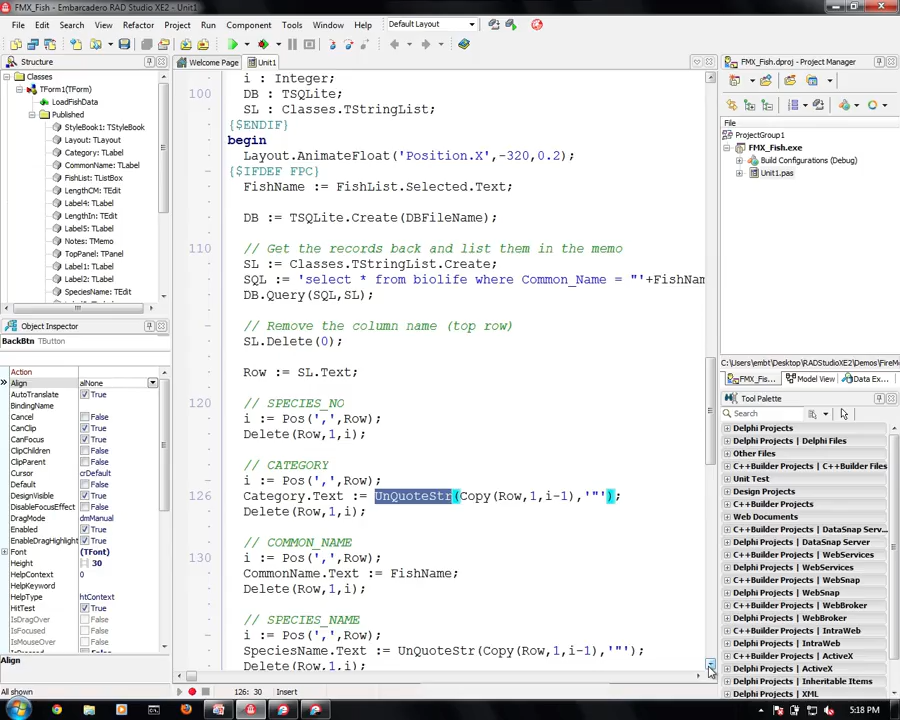 FMX_Fish - Embarcadero RAD Studio XE2 - Unit1
File Edit Search View Refactor Project Run Component Tools Window Help Default Layout
Structure
Classes
TForm1(TForm)
LoadFishData
Published
StyleBook1: TStyleBook
Layout: TLayout
Category: TLabel
CommonName: TLabel
FishList: TListBox
LengthCM: TEdit
Label4: TLabel
LengthIn: TEdit
Label5: TLabel
Notes: TMemo
TopPanel: TPanel
Label1: TLabel
Label2: TLabel
SpeciesName: TEdit
Object Inspector
BackBtn TButton
Action
Align alNone
AutoTranslate True
BindingName
Cancel False
CanClip True
CanFocus True
ClipChildren False
ClipParent False
Cursor crDefault
Default False
DesignVisible True
DisableFocusEffect False
DragMode dmManual
Enabled True
EnableDragHighlight True
Font (TFont)
Height 30
HelpContext 0
HelpKeyword
HelpType htContext
HitTest True
IsDragOver False
IsFocused False
IsMouseOver False
Align
All shown
Welcome Page Unit1
i : Integer;
100 DB : TSQLite;
SL : Classes.TStringList;
{$ENDIF}
begin
Layout.AnimateFloat('Position.X',-320,0.2);
{$IFDEF FPC}
FishName := FishList.Selected.Text;
DB := TSQLite.Create(DBFileName);
110 // Get the records back and list them in the memo
SL := Classes.TStringList.Create;
SQL := 'select * from biolife where Common_Name = "'+FishNam
DB.Query(SQL,SL);
// Remove the column name (top row)
SL.Delete(0);
Row := SL.Text;
120 // SPECIES_NO
i := Pos(',',Row);
Delete(Row,1,i);
// CATEGORY
i := Pos(',',Row);
126 Category.Text := UnQuoteStr(Copy(Row,1,i-1),'"');
Delete(Row,1,i);
// COMMON_NAME
130 i := Pos(',',Row);
CommonName.Text := FishName;
Delete(Row,1,i);
// SPECIES_NAME
i := Pos(',',Row);
SpeciesName.Text := UnQuoteStr(Copy(Row,1,i-1),'"');
Delete(Row,1,i);
126: 30 Insert
FMX_Fish.dproj - Project Manager
File
ProjectGroup1
FMX_Fish.exe
Build Configurations (Debug)
Unit1.pas
C:\Users\embt\Desktop\RADStudioXE2\Demos\FireMo
FMX_Fis... Model View Data Ex...
Tool Palette
Search
Delphi Projects
Delphi Projects | Delphi Files
Other Files
C++Builder Projects | C++Builder Files
Unit Test
Design Projects
C++Builder Projects
Web Documents
C++Builder Projects | DataSnap Serv...
Delphi Projects | DataSnap Server
C++Builder Projects | WebServices
Delphi Projects | WebServices
C++Builder Projects | WebSnap
Delphi Projects | WebSnap
C++Builder Projects | WebBroker
Delphi Projects | WebBroker
C++Builder Projects | IntraWeb
Delphi Projects | IntraWeb
C++Builder Projects | ActiveX
Delphi Projects | ActiveX
Delphi Projects | Inheritable Items
Delphi Projects | XML
5:18 PM